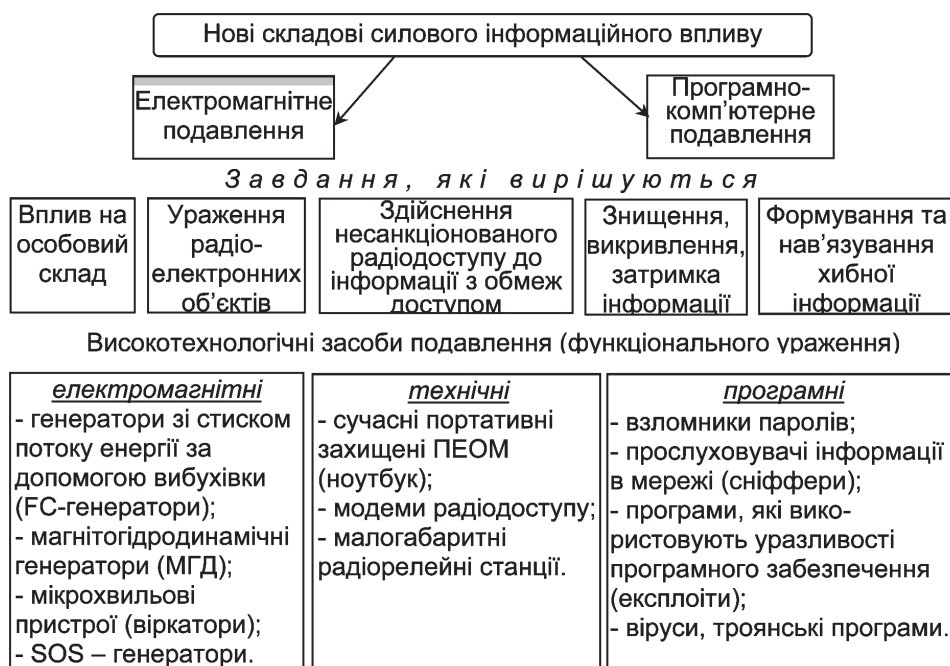 Нові складові силового інформаційного впливу
Електромагнітне
подавлення
Програмно-
комп’ютерне
подавлення
Завдання, які вирішуються
Вплив на
особовий
склад
Ураження
радіо-
електронних
об’єктів
Здійснення
несанкціонованого
радіодоступу до
інформації з обмеж
доступом
Знищення,
викривлення,
затримка
інформації
Формування та
нав’язування
хибної
інформації
Високотехнологічні засоби подавлення (функціонального ураження)
електромагнітні
- генератори зі стиском
потоку енергії за
допомогою вибухівки
(FC-генератори);
- магнітогідродинамічні
генератори (МГД);
- мікрохвильові
пристрої (віркатори);
- SOS – генератори.
технічні
- сучасні портативні
захищені ПЕОМ
(ноутбук);
- модеми радіодоступу;
- малогабаритні
радіорелейні станції.
програмні
- взломники паролів;
- прослуховувачі інформації
в мережі (сніффери);
- програми, які вико-
ристовують уразливості
програмного забезпечення
(експлоіти);
- віруси, троянські програми.